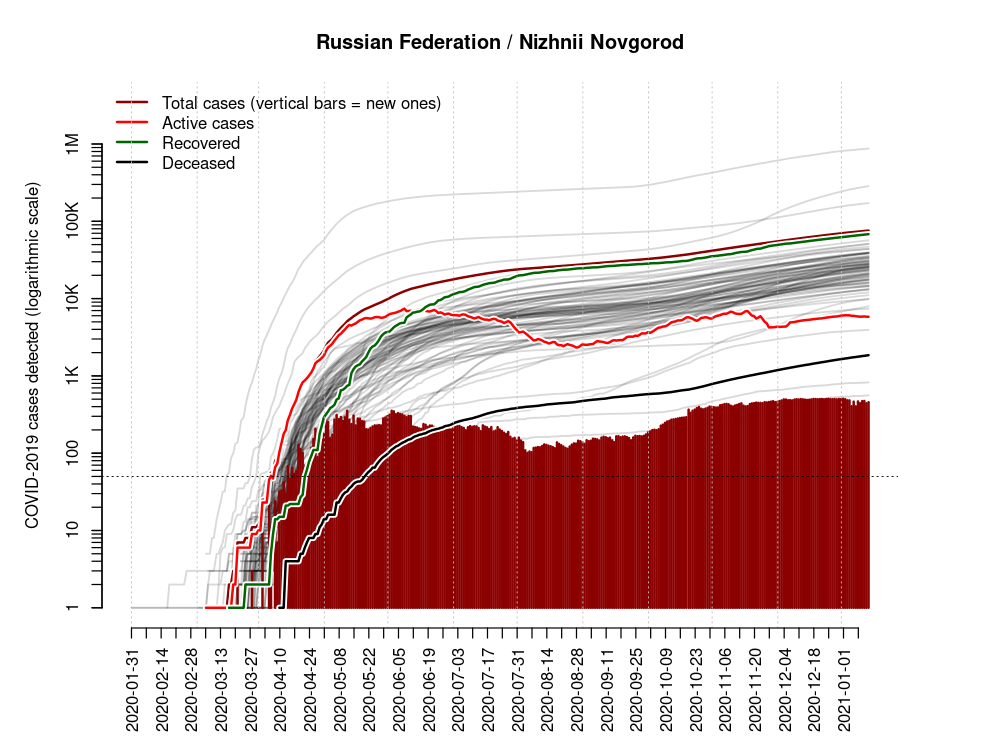 Russian Federation / Nizhnii Novgorod
Total cases (vertical bars = new ones)
Active cases
Recovered
Deceased
COVID-2019 cases detected (logarithmic scale)
1M
100K
10K
1K
100
10
1
2020-01-31
2020-02-14
2020-02-28
2020-03-13
2020-03-27
2020-04-10
2020-04-24
2020-05-08
2020-05-22
2020-06-05
2020-06-19
2020-07-03
2020-07-17
2020-07-31
2020-08-14
2020-08-28
2020-09-11
2020-09-25
2020-10-09
2020-10-23
2020-11-06
2020-11-20
2020-12-04
2020-12-18
2021-01-01